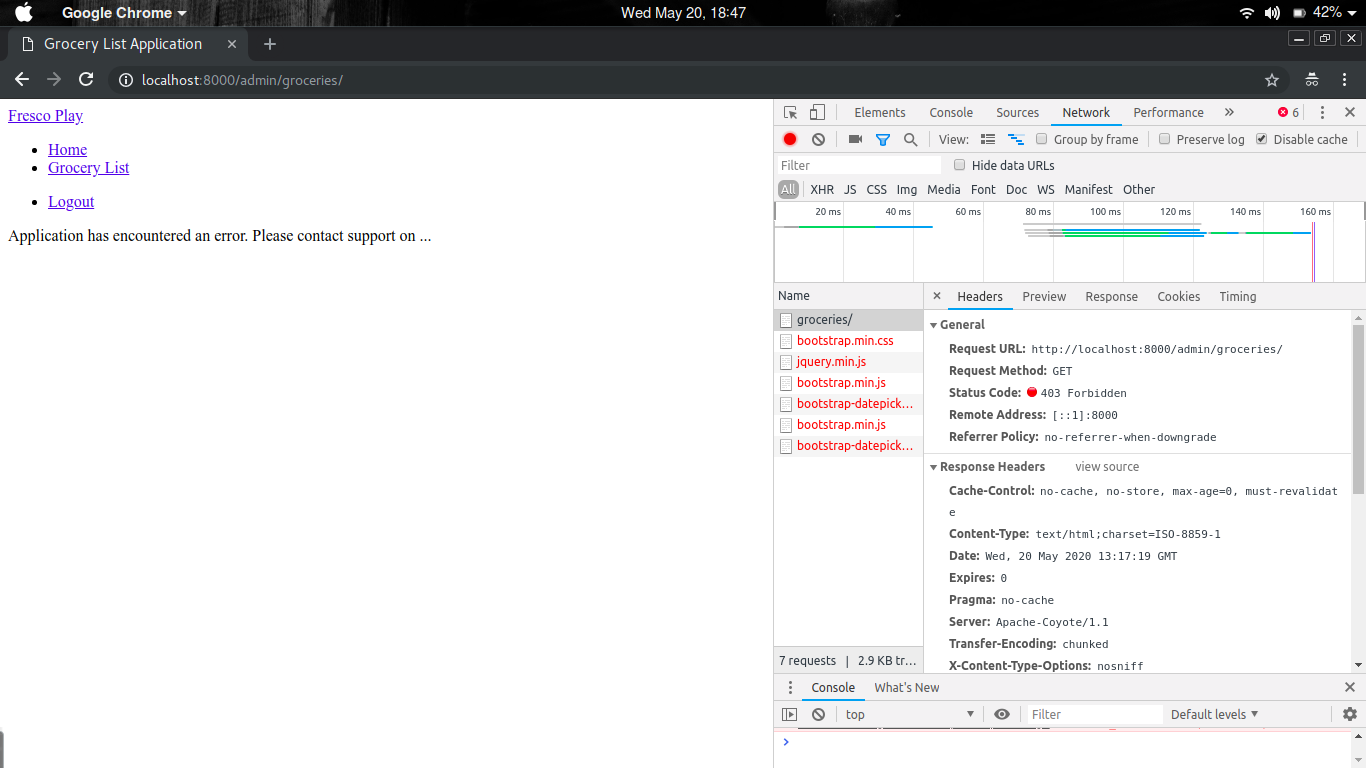 Google Chrome
Wed May 20, 18:47
42%
Grocery List Application
localhost:8000/admin/groceries/
Fresco Play
Home
Grocery List
Logout
Application has encountered an error. Please contact support on ...
Elements Console Sources Network Performance 6
View: Group by frame Preserve log Disable cache
Filter Hide data URLs
All XHR JS CSS Img Media Font Doc WS Manifest Other
20 ms 40 ms 60 ms 80 ms 100 ms 120 ms 140 ms 160 ms
Name
groceries/
bootstrap.min.css
jquery.min.js
bootstrap.min.js
bootstrap-datepick...
bootstrap.min.js
bootstrap-datepick...
7 requests | 2.9 KB tr...
Headers Preview Response Cookies Timing
General
Request URL: http://localhost:8000/admin/groceries/
Request Method: GET
Status Code: 403 Forbidden
Remote Address: [::1]:8000
Referrer Policy: no-referrer-when-downgrade
Response Headers view source
Cache-Control: no-cache, no-store, max-age=0, must-revalidat
e
Content-Type: text/html;charset=ISO-8859-1
Date: Wed, 20 May 2020 13:17:19 GMT
Expires: 0
Pragma: no-cache
Server: Apache-Coyote/1.1
Transfer-Encoding: chunked
X-Content-Type-Options: nosniff
Console What's New
top Filter Default levels